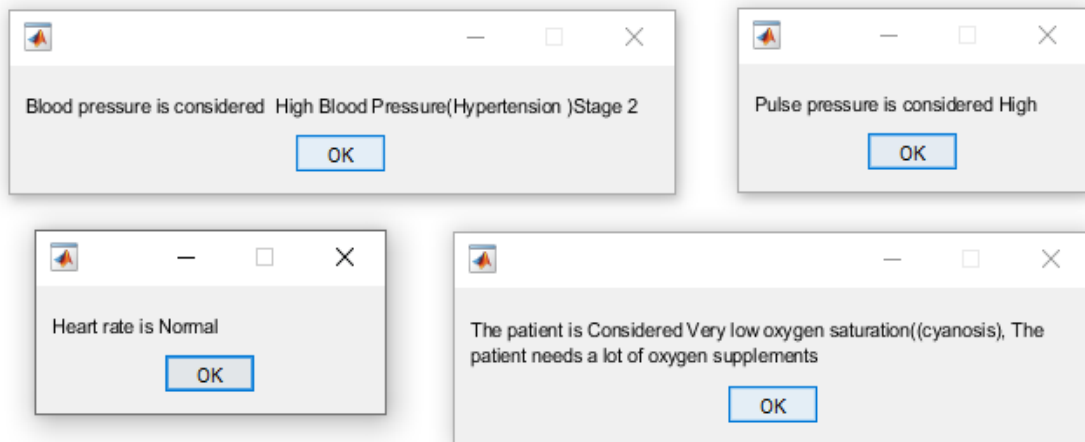 Blood pressure is considered  High Blood Pressure(Hypertension )Stage 2
OK
Pulse pressure is considered High
OK
Heart rate is Normal
OK
The patient is Considered Very low oxygen saturation((cyanosis), The
patient needs a lot of oxygen supplements
OK